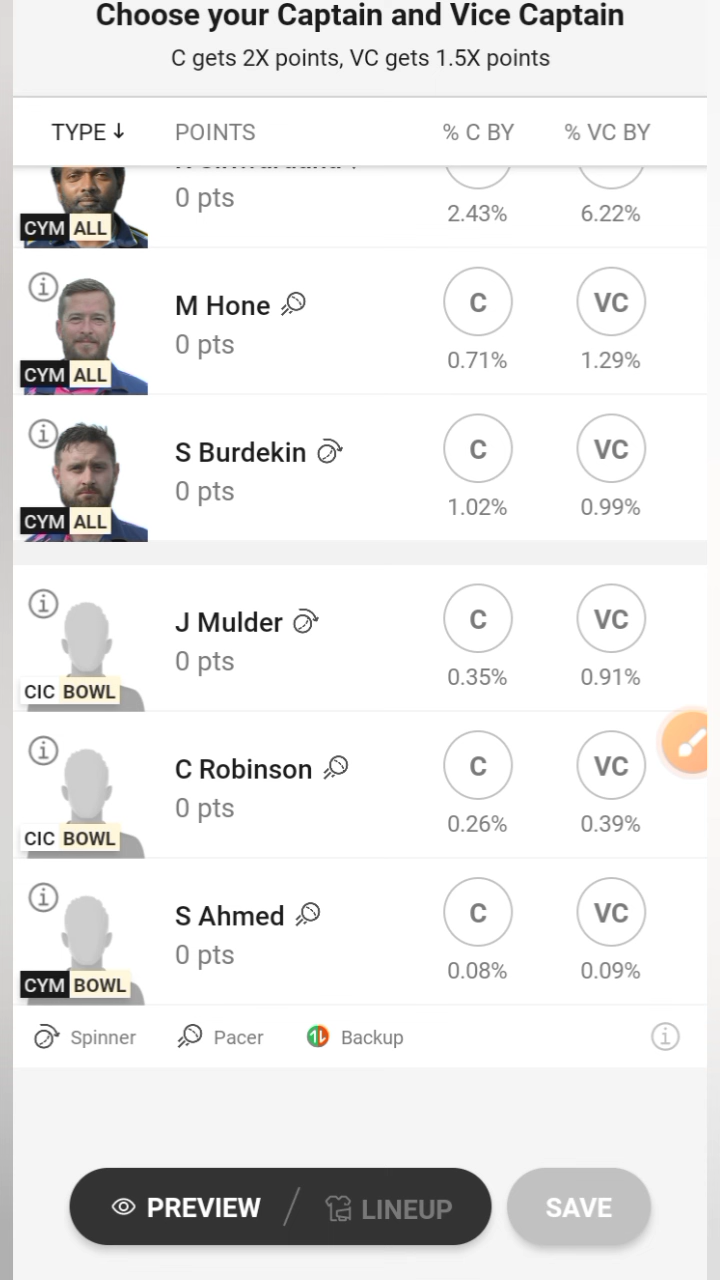 Choose your Captain and Vice Captain
C gets 2X points, VC gets 1.5X points
TYPE ↓ POINTS % C BY % VC BY
0 pts 2.43% 6.22%
CYM ALL
M Hone C VC
0 pts 0.71% 1.29%
CYM ALL
S Burdekin C VC
0 pts 1.02% 0.99%
CYM ALL
J Mulder C VC
0 pts 0.35% 0.91%
CIC BOWL
C Robinson C VC
0 pts 0.26% 0.39%
CIC BOWL
S Ahmed C VC
0 pts 0.08% 0.09%
CYM BOWL
Spinner Pacer Backup
PREVIEW / LINEUP SAVE